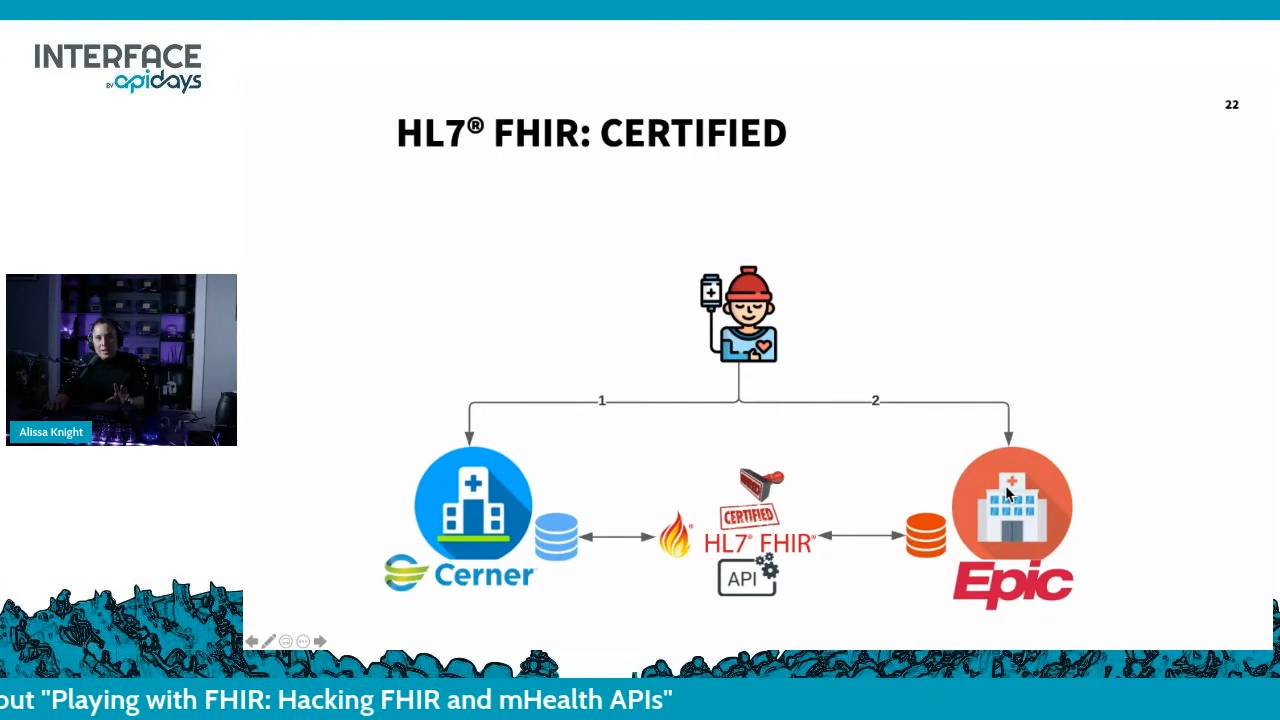 INTERFACE
BY apidays
22
HL7® FHIR: CERTIFIED
1
2
CERTIFIED
HL7® FHIR®
API
Cerner
Epic
Alissa Knight
out "Playing with FHIR: Hacking FHIR and mHealth APIs"